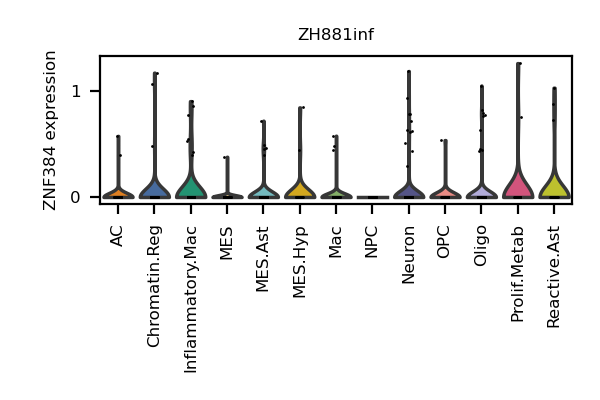 ZH881inf
ZNF384 expression
1
0
AC
Chromatin.Reg
Inflammatory.Mac
MES
MES.Ast
MES.Hyp
Mac
NPC
Neuron
OPC
Oligo
Prolif.Metab
Reactive.Ast